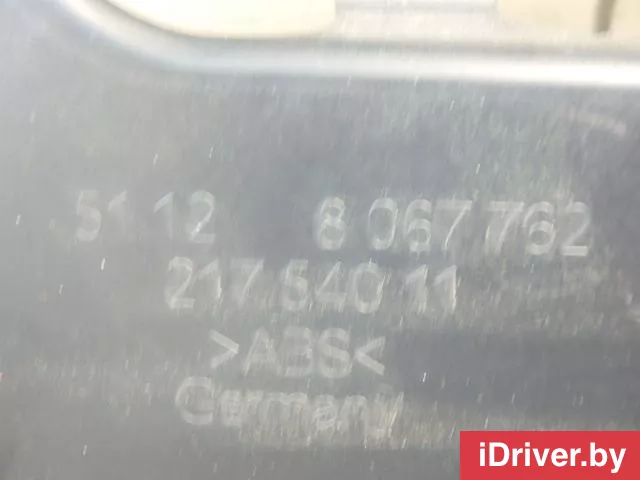 51 12 8 067 762
217 540 11
>ABS<
Germany
iDriver.by